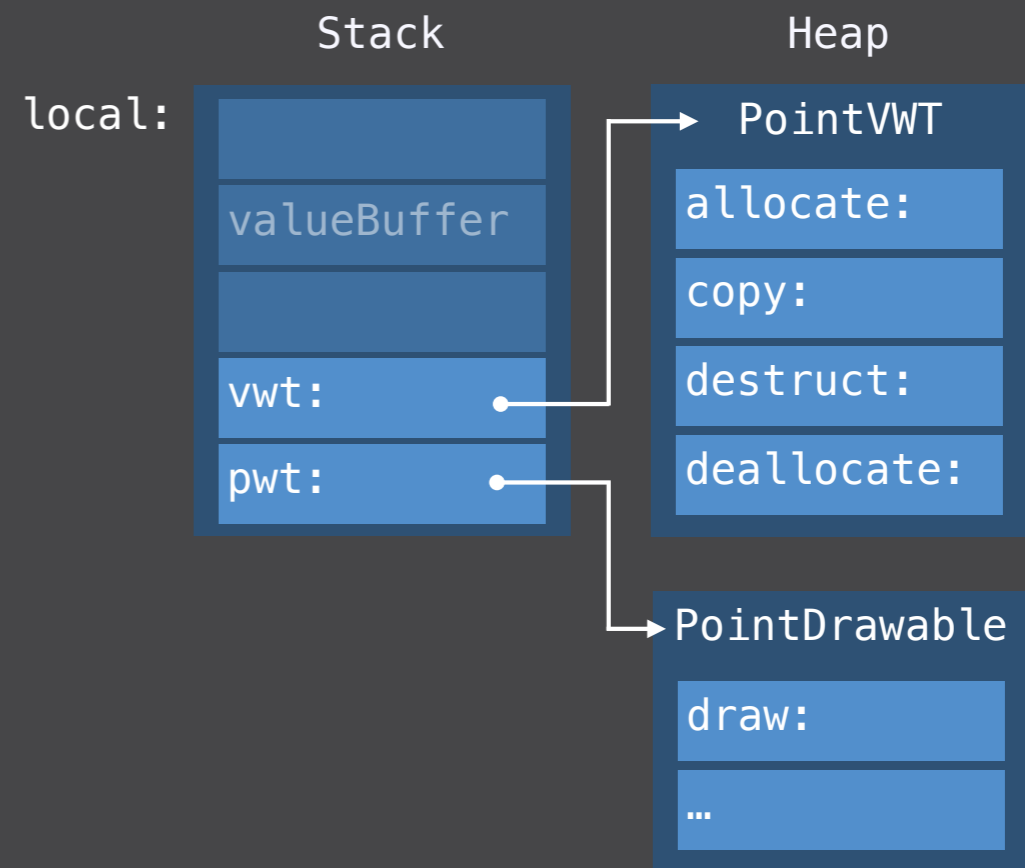 Stack
Heap
local:
valueBuffer
vwt:
pwt:
PointVWT
allocate:
copy:
destruct:
deallocate:
PointDrawable
draw:
…